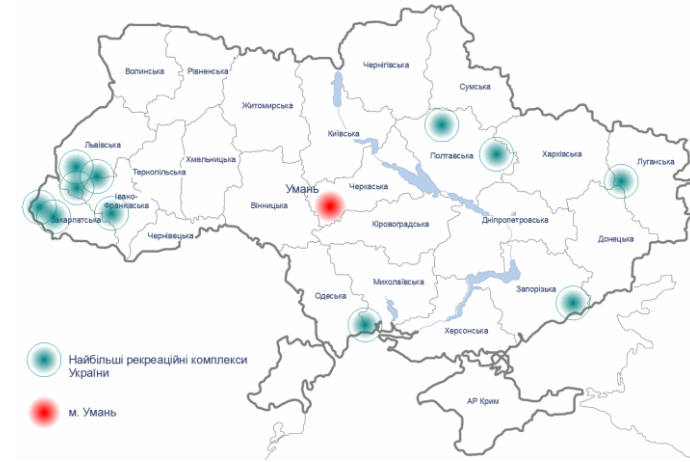 Чернігівська
Волинська
Рівненська
Сумська
Житомирська
Київська
Львівська
Полтавська
Харківська
Луганська
Хмельницька
Тернопільська
Черкаська
Умань
Івано-
Франківська
Вінницька
Закарпатська
Кіровоградська
Дніпропетровська
Чернівецька
Донецька
Миколаївська
Одеська
Запорізька
Херсонська
Найбільші рекреаційні комплекси
України
АР Крим
м. Умань